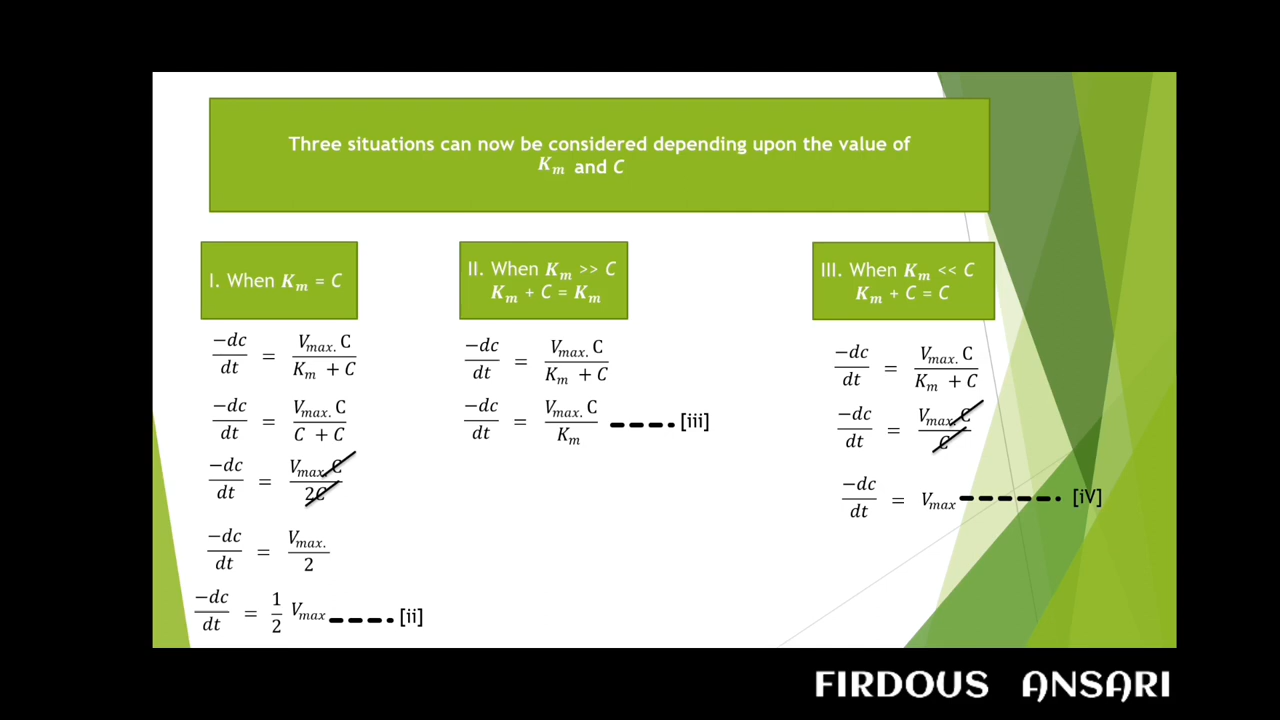 Three situations can now be considered depending upon the value of
Kₘ and C
I. When Kₘ = C
-dc/dt = Vmax. C / Kₘ + C
-dc/dt = Vmax. C / C + C
-dc/dt = Vmax. C / 2C
-dc/dt = Vmax. / 2
-dc/dt = 1/2 Vmax ---- [ii]
II. When Kₘ >> C
Kₘ + C = Kₘ
-dc/dt = Vmax. C / Kₘ + C
-dc/dt = Vmax. C / Kₘ ---- [iii]
III. When Kₘ << C
Kₘ + C = C
-dc/dt = Vmax. C / Kₘ + C
-dc/dt = Vmax. C / C
-dc/dt = Vmax ------ [iV]
FIRDOUS ANSARI